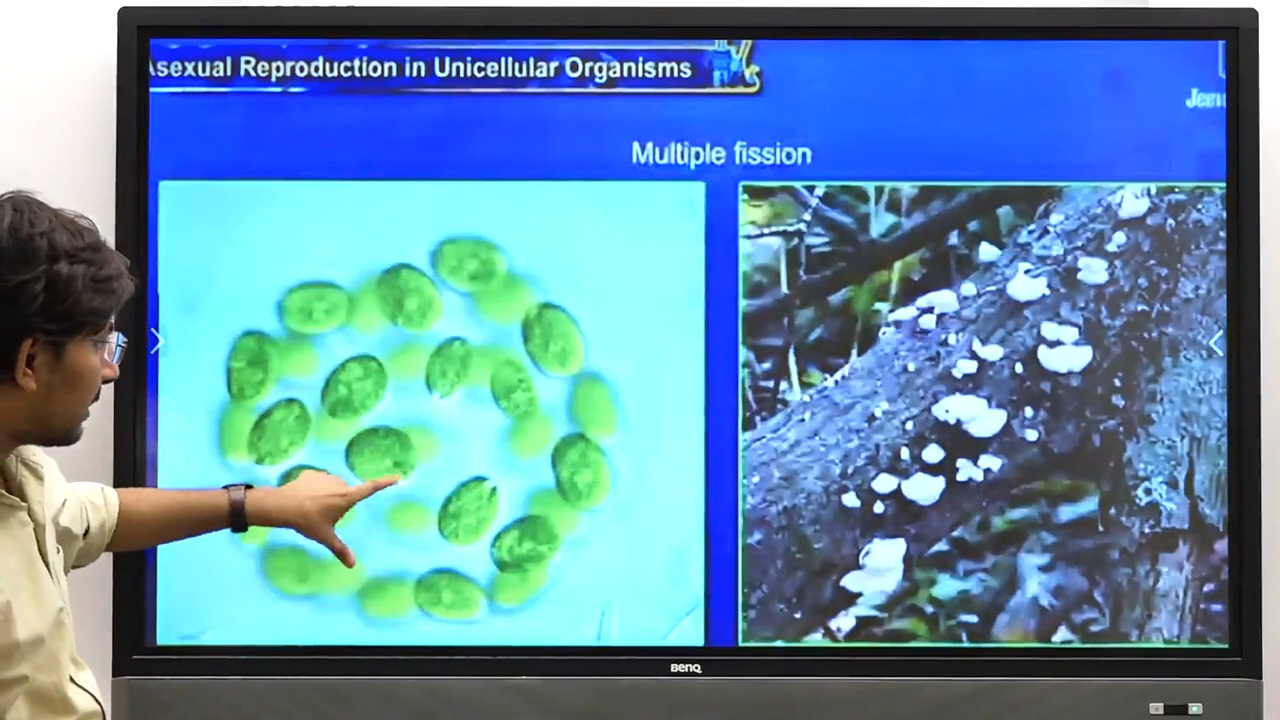 Asexual Reproduction in Unicellular Organisms
Multiple fission
BenQ